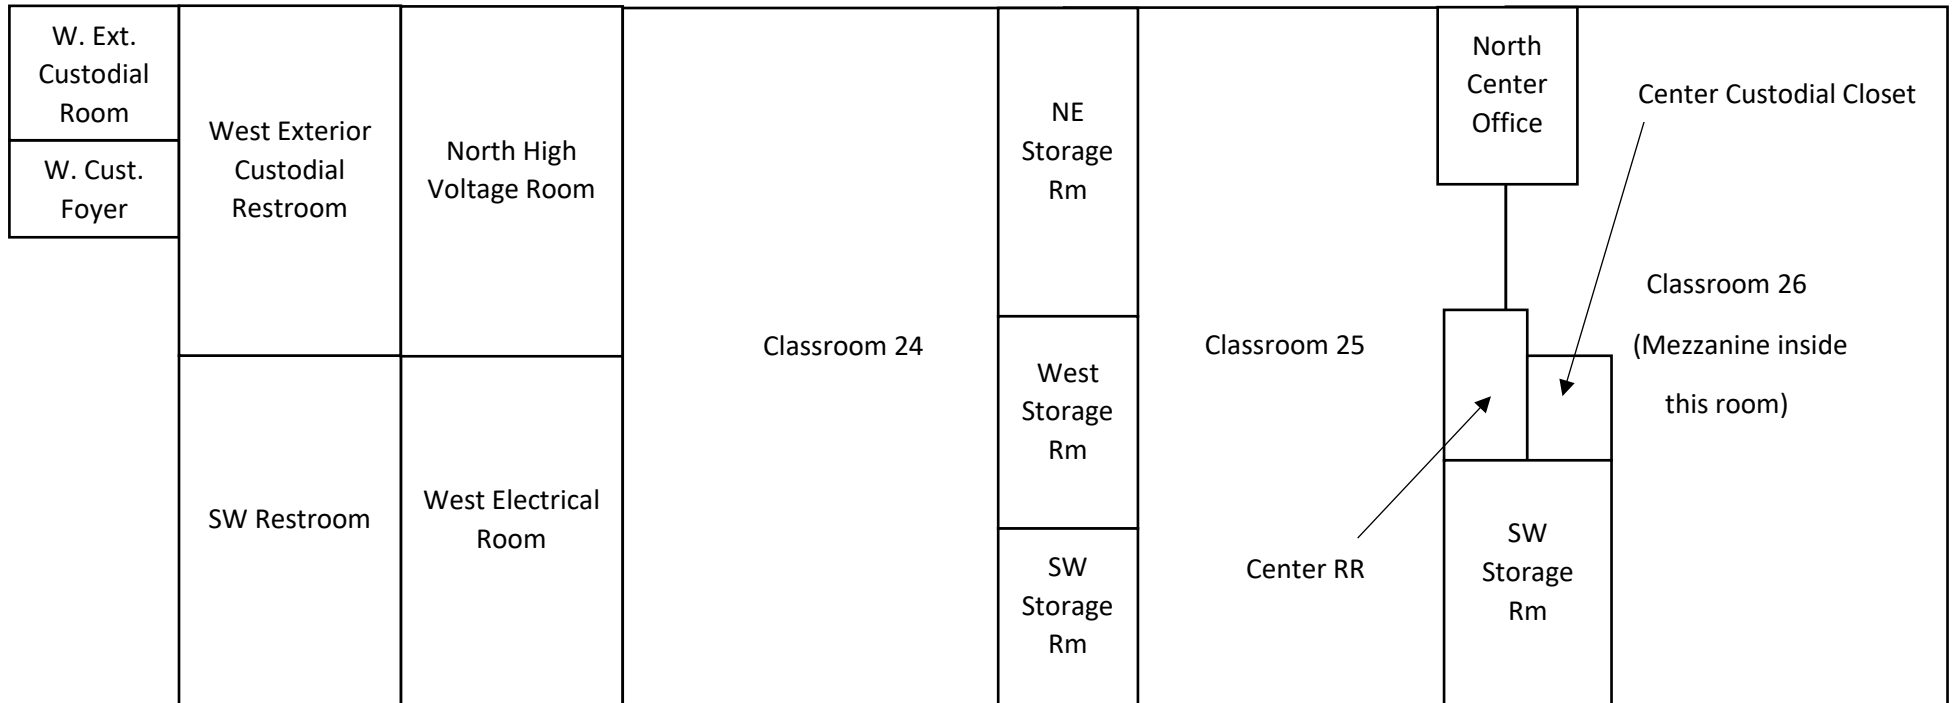 W. Ext.
Custodial
Room
W. Cust.
Foyer
West Exterior
Custodial
Restroom
SW Restroom
North High
Voltage Room
West Electrical
Room
Classroom 24
NE
Storage
Rm
West
Storage
Rm
SW
Storage
Rm
Classroom 25
North
Center
Office
Center RR
SW
Storage
Rm
Center Custodial Closet
Classroom 26
(Mezzanine inside
this room)